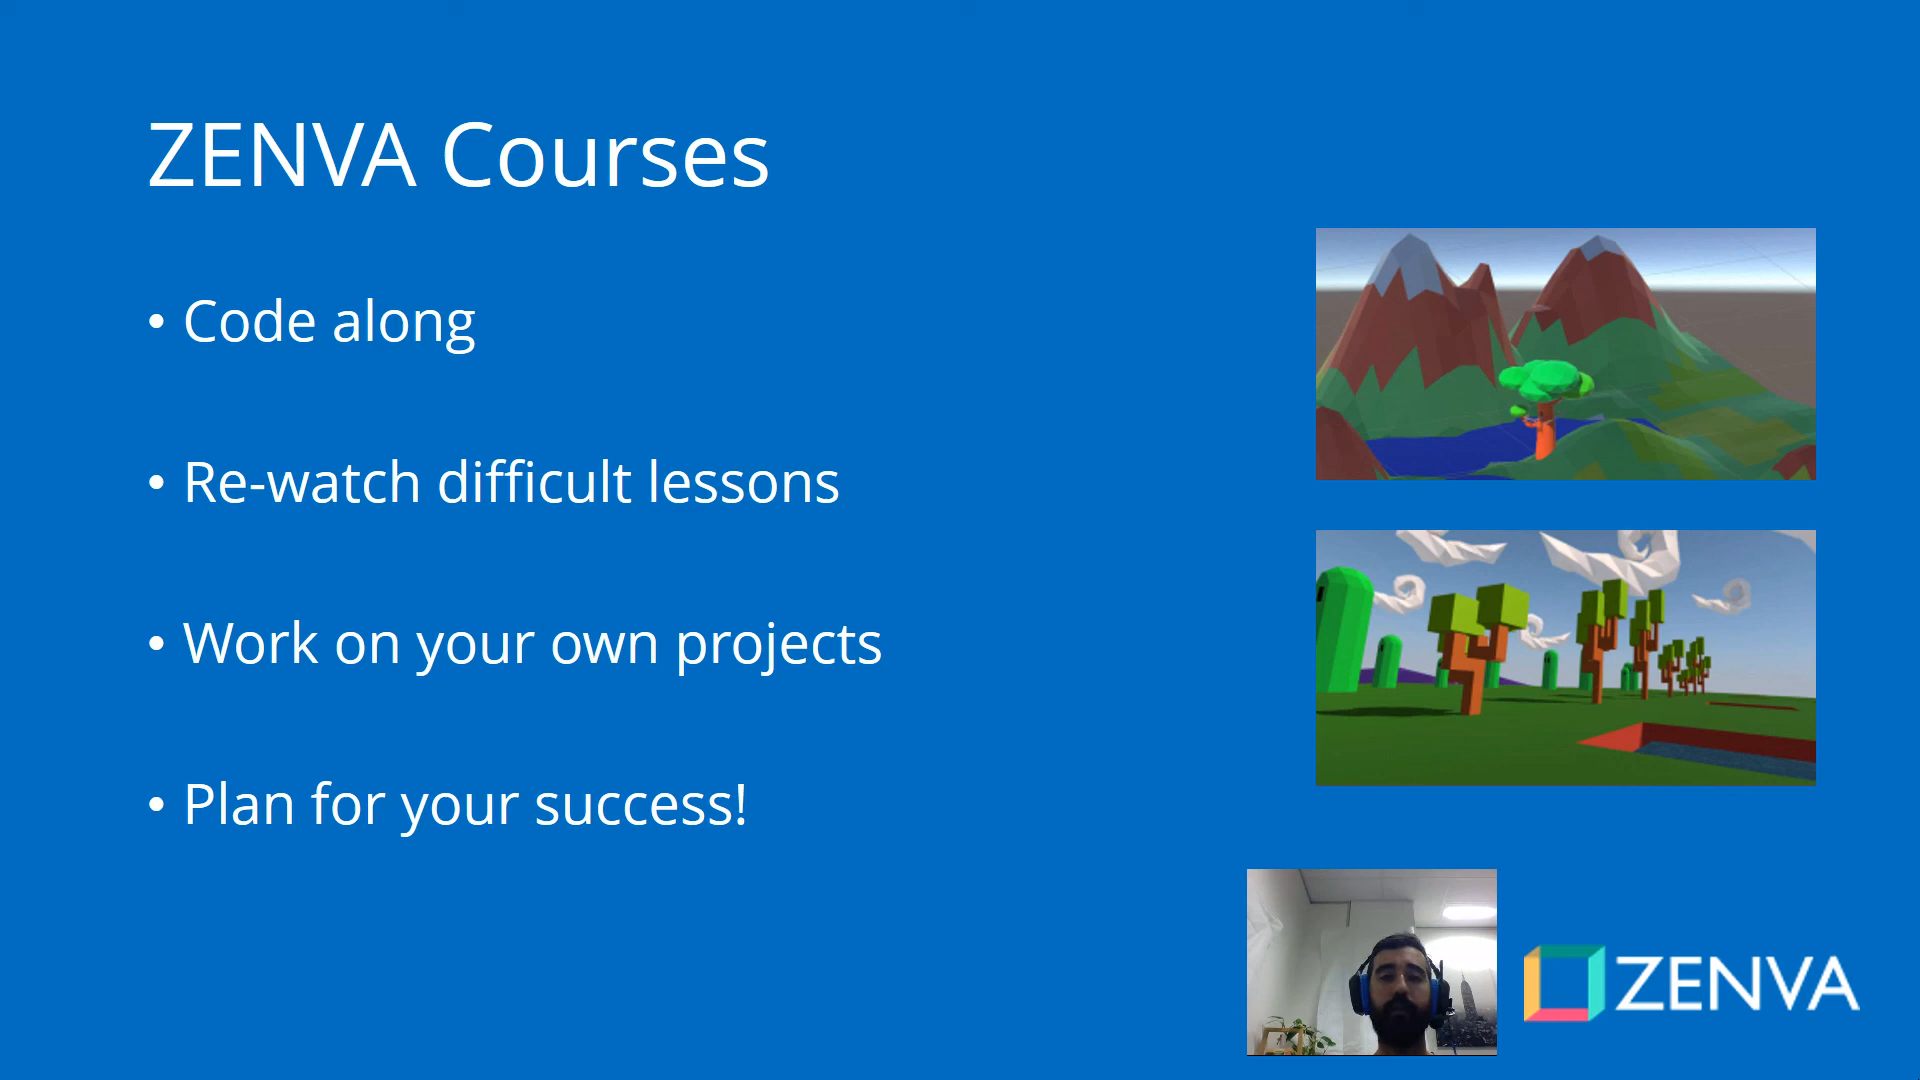 ZENVA Courses
• Code along
• Re-watch difficult lessons
• Work on your own projects
• Plan for your success!
ZENVA